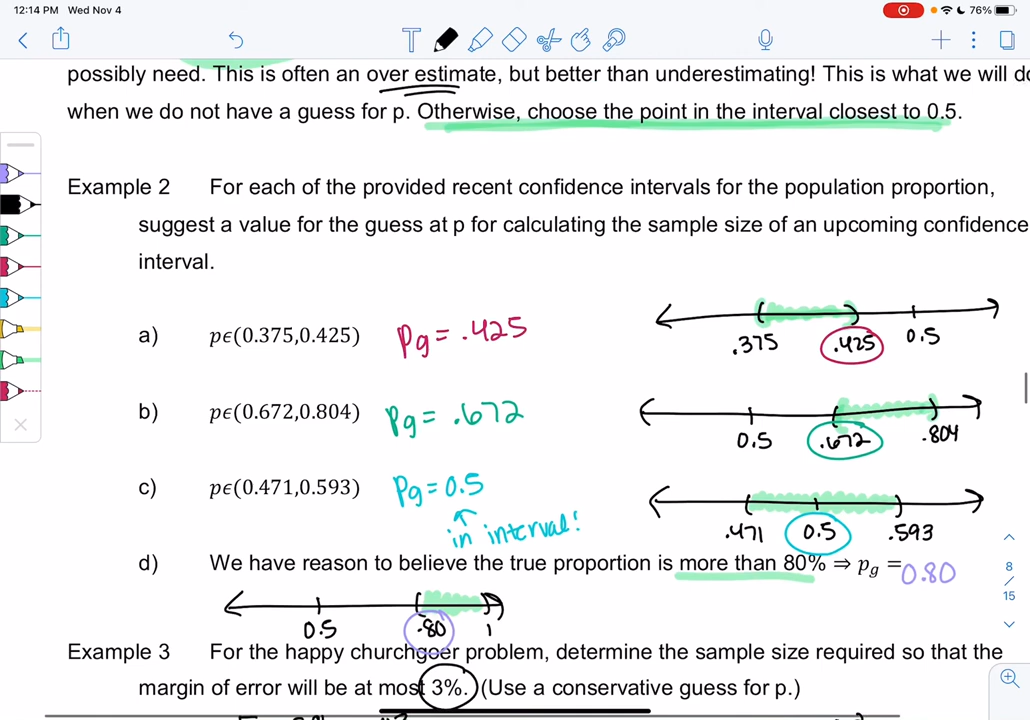 12:14 PM Wed Nov 4
76%
T
possibly need. This is often an over estimate, but better than underestimating! This is what we will do
when we do not have a guess for p. Otherwise, choose the point in the interval closest to 0.5.
Example 2 For each of the provided recent confidence intervals for the population proportion,
suggest a value for the guess at p for calculating the sample size of an upcoming confidence
interval.
a) pϵ(0.375,0.425) Pg = .425
.375 .425 0.5
b) pϵ(0.672,0.804) Pg = .672
0.5 .672 .804
c) pϵ(0.471,0.593) Pg = 0.5
in interval!
.471 0.5 .593
d) We have reason to believe the true proportion is more than 80% ⇒ pg = 0.80
0.5 .80 1
8
/
15
Example 3 For the happy churchgoer problem, determine the sample size required so that the
margin of error will be at most 3%. (Use a conservative guess for p.)